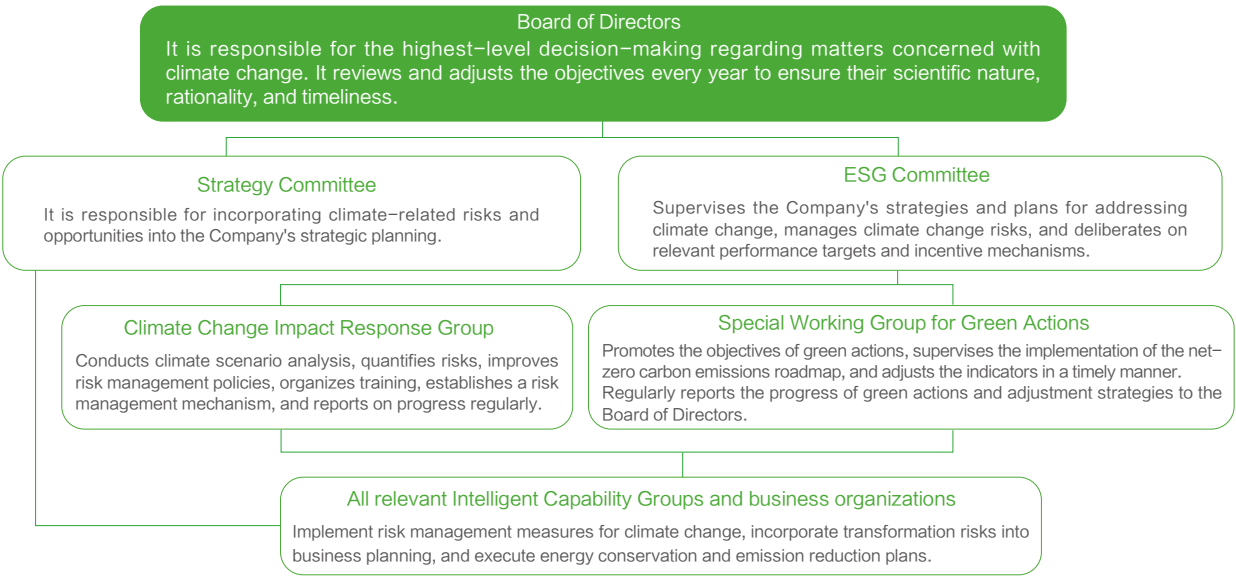 Board of Directors
It is responsible for the highest-level decision-making regarding matters concerned with
climate change. It reviews and adjusts the objectives every year to ensure their scientific nature,
rationality, and timeliness.
Strategy Committee
It is responsible for incorporating climate-related risks and
opportunities into the Company's strategic planning.
ESG Committee
Supervises the Company's strategies and plans for addressing
climate change, manages climate change risks, and deliberates on
relevant performance targets and incentive mechanisms.
Climate Change Impact Response Group
Conducts climate scenario analysis, quantifies risks, improves
risk management policies, organizes training, establishes a risk
management mechanism, and reports on progress regularly.
Special Working Group for Green Actions
Promotes the objectives of green actions, supervises the implementation of the net-
zero carbon emissions roadmap, and adjusts the indicators in a timely manner.
Regularly reports the progress of green actions and adjustment strategies to the
Board of Directors.
All relevant Intelligent Capability Groups and business organizations
Implement risk management measures for climate change, incorporate transformation risks into
business planning, and execute energy conservation and emission reduction plans.